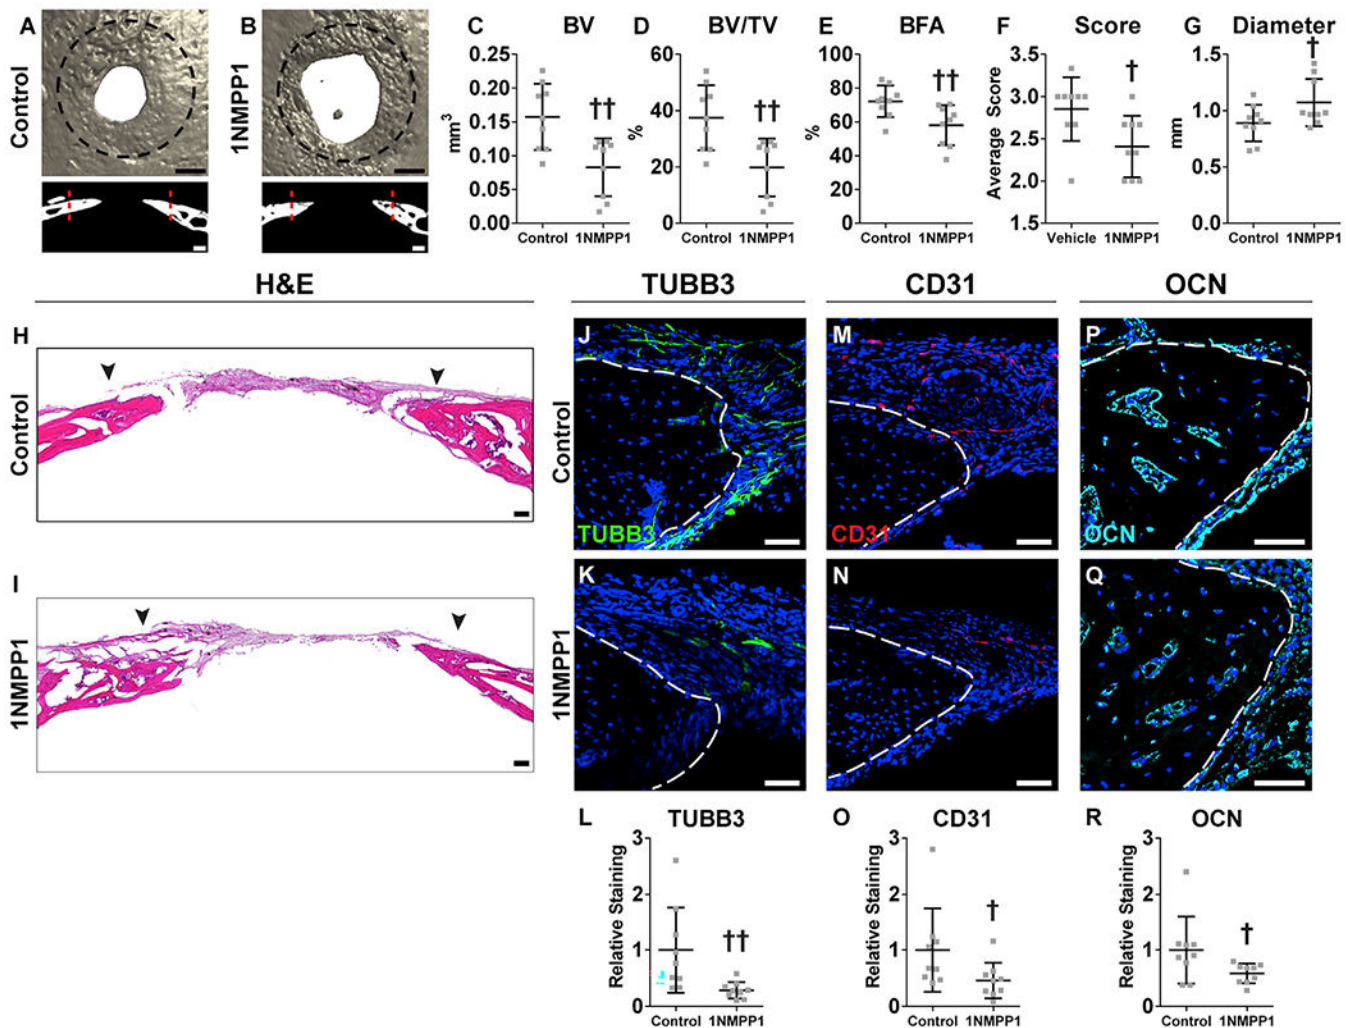 A
B
Control
1NMPP1
C BV
0.25
0.20
0.15
0.10
0.05
0.00
mm3
††
Control 1NMPP1
D BV/TV
60
40
20
0
%
††
Control 1NMPP1
E BFA
100
80
60
40
20
0
%
††
Control 1NMPP1
F Score
3.5
3.0
2.5
2.0
1.5
Average Score
†
Vehicle 1NMPP1
G Diameter
1.5
1.0
0.5
0.0
mm
†
Control 1NMPP1
H&E
TUBB3
CD31
OCN
H
Control
I
1NMPP1
Control
J
TUBB3
M
CD31
P
OCN
1NMPP1
K
N
Q
L TUBB3
3
2
1
0
Relative Staining
††
Control 1NMPP1
O CD31
3
2
1
0
Relative Staining
†
Control 1NMPP1
R OCN
3
2
1
0
Relative Staining
†
Control 1NMPP1